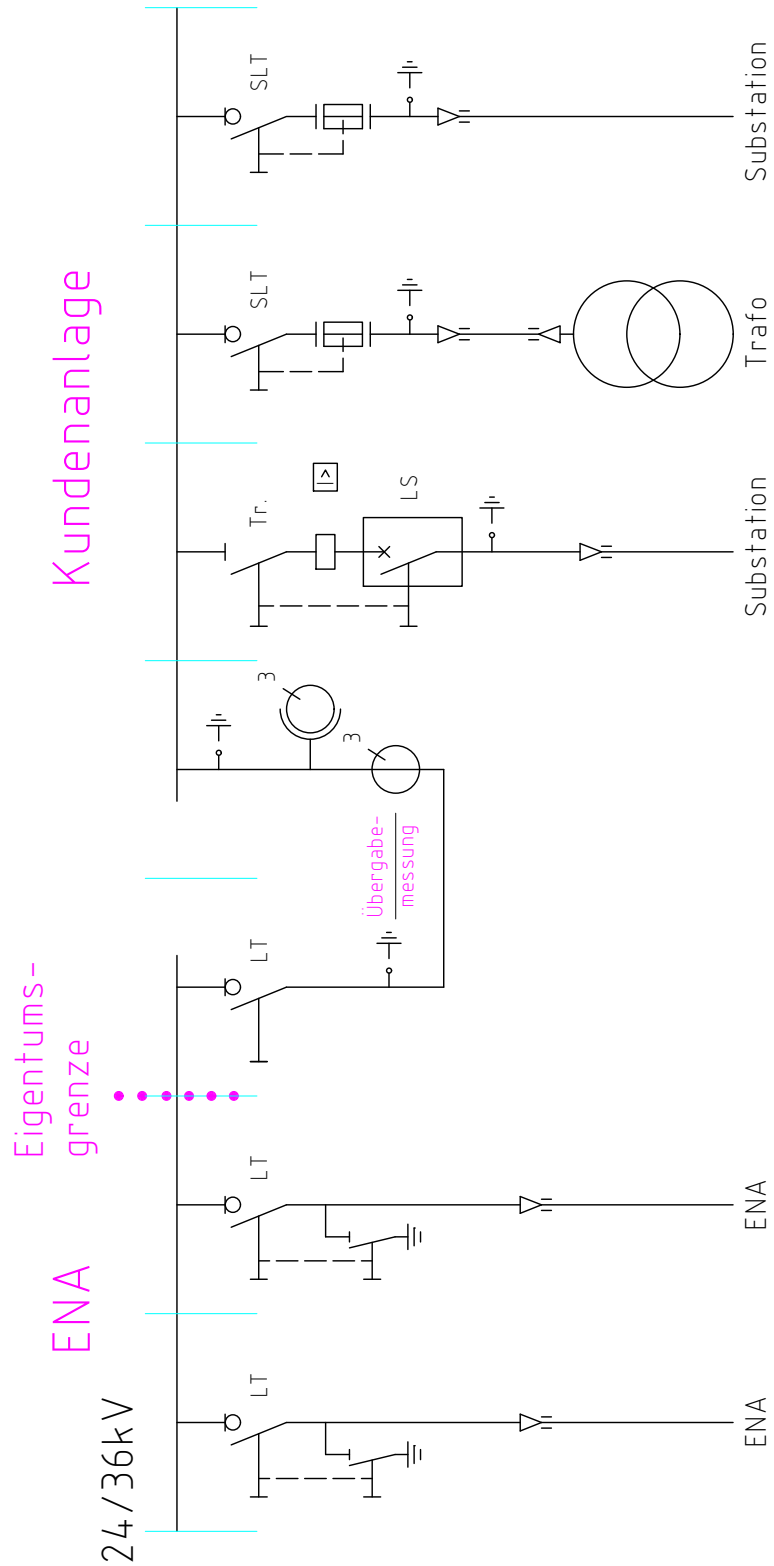 24/36kV
ENA
Eigentums-
grenze
Kundenanlage
LT
LT
LT
Übergabe-
messung
3
3
Tr.
I>
LS
SLT
SLT
ENA
ENA
Substation
Trafo
Substation